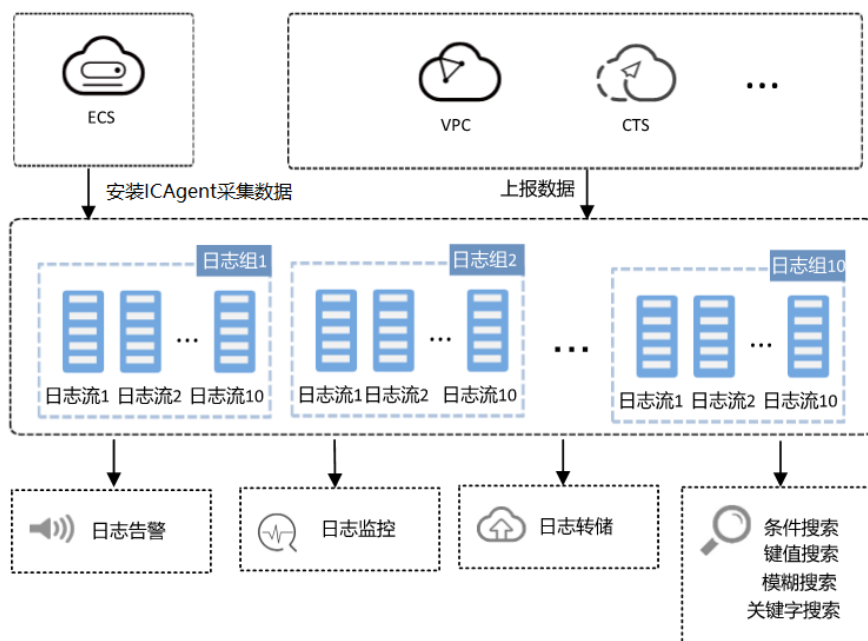 ECS
VPC
CTS
...
安装ICAgent采集数据
上报数据
日志组1
日志组2
日志组10
...
...
...
...
日志流1 日志流2 日志流10
日志流1 日志流2 日志流10
日志流1 日志流2 日志流10
日志告警
日志监控
日志转储
条件搜索
键值搜索
模糊搜索
关键字搜索